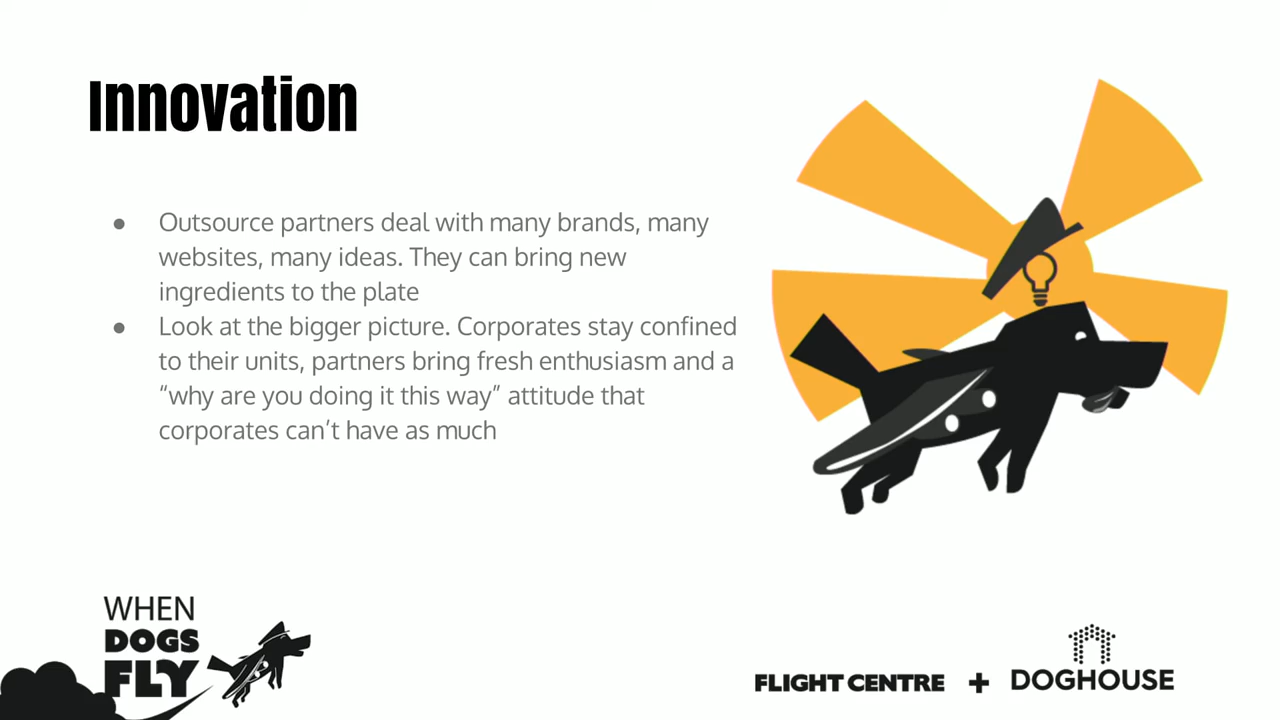 Innovation
● Outsource partners deal with many brands, many
websites, many ideas. They can bring new
ingredients to the plate
● Look at the bigger picture. Corporates stay confined
to their units, partners bring fresh enthusiasm and a
“why are you doing it this way” attitude that
corporates can’t have as much
WHEN
DOGS
FLY
FLIGHT CENTRE + DOGHOUSE